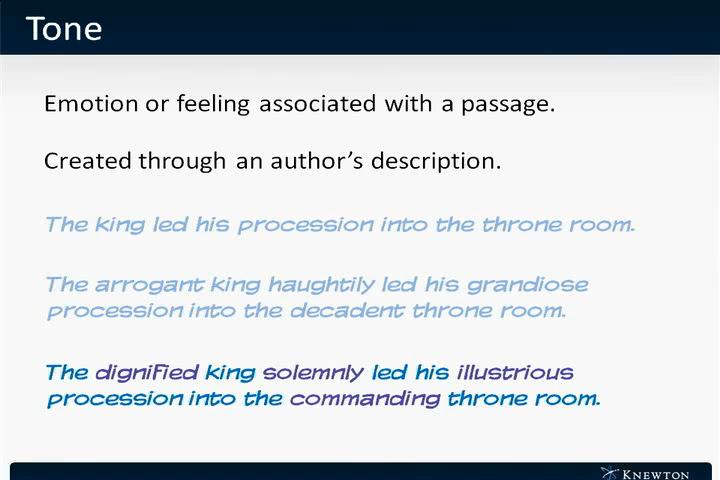 Tone
Emotion or feeling associated with a passage.
Created through an author's description.
The king led his procession into the throne room.
The arrogant king haughtily led his grandiose
procession into the decadent throne room.
The dignified king solemnly led his illustrious
procession into the commanding throne room.
KNEWTON